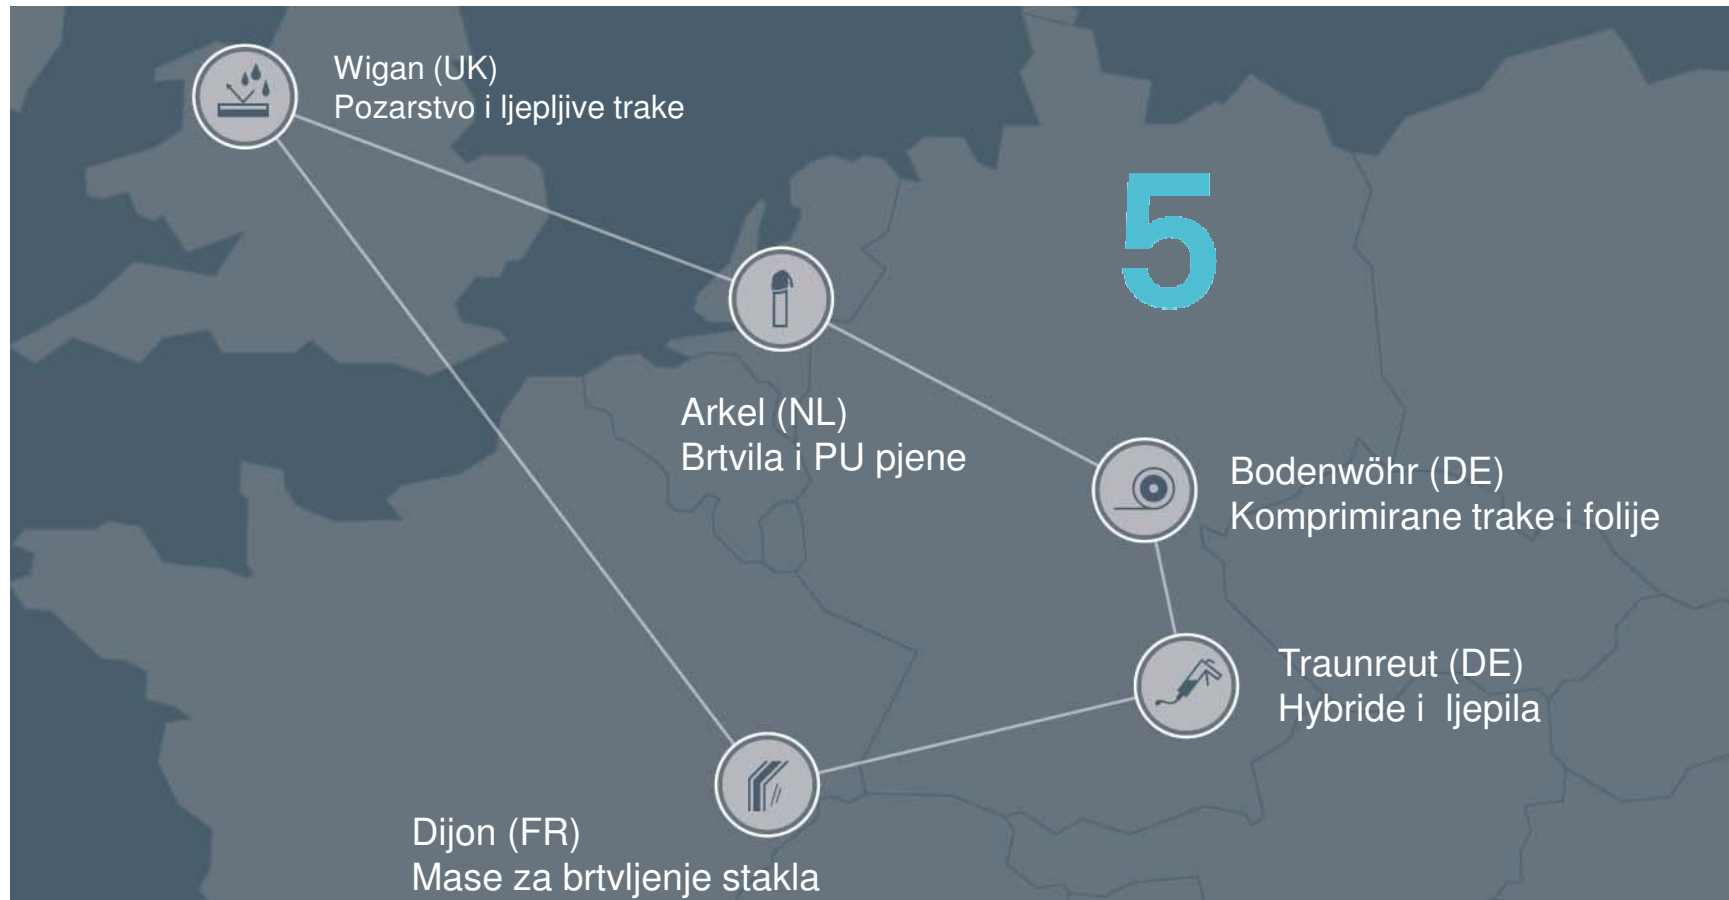 Wigan (UK)
Pozarstvo i ljepljive trake
5
Arkel (NL)
Brtvila i PU pjene
Bodenwöhr (DE)
Komprimirane trake i folije
Traunreut (DE)
Hybride i  ljepila
Dijon (FR)
Mase za brtvljenje stakla